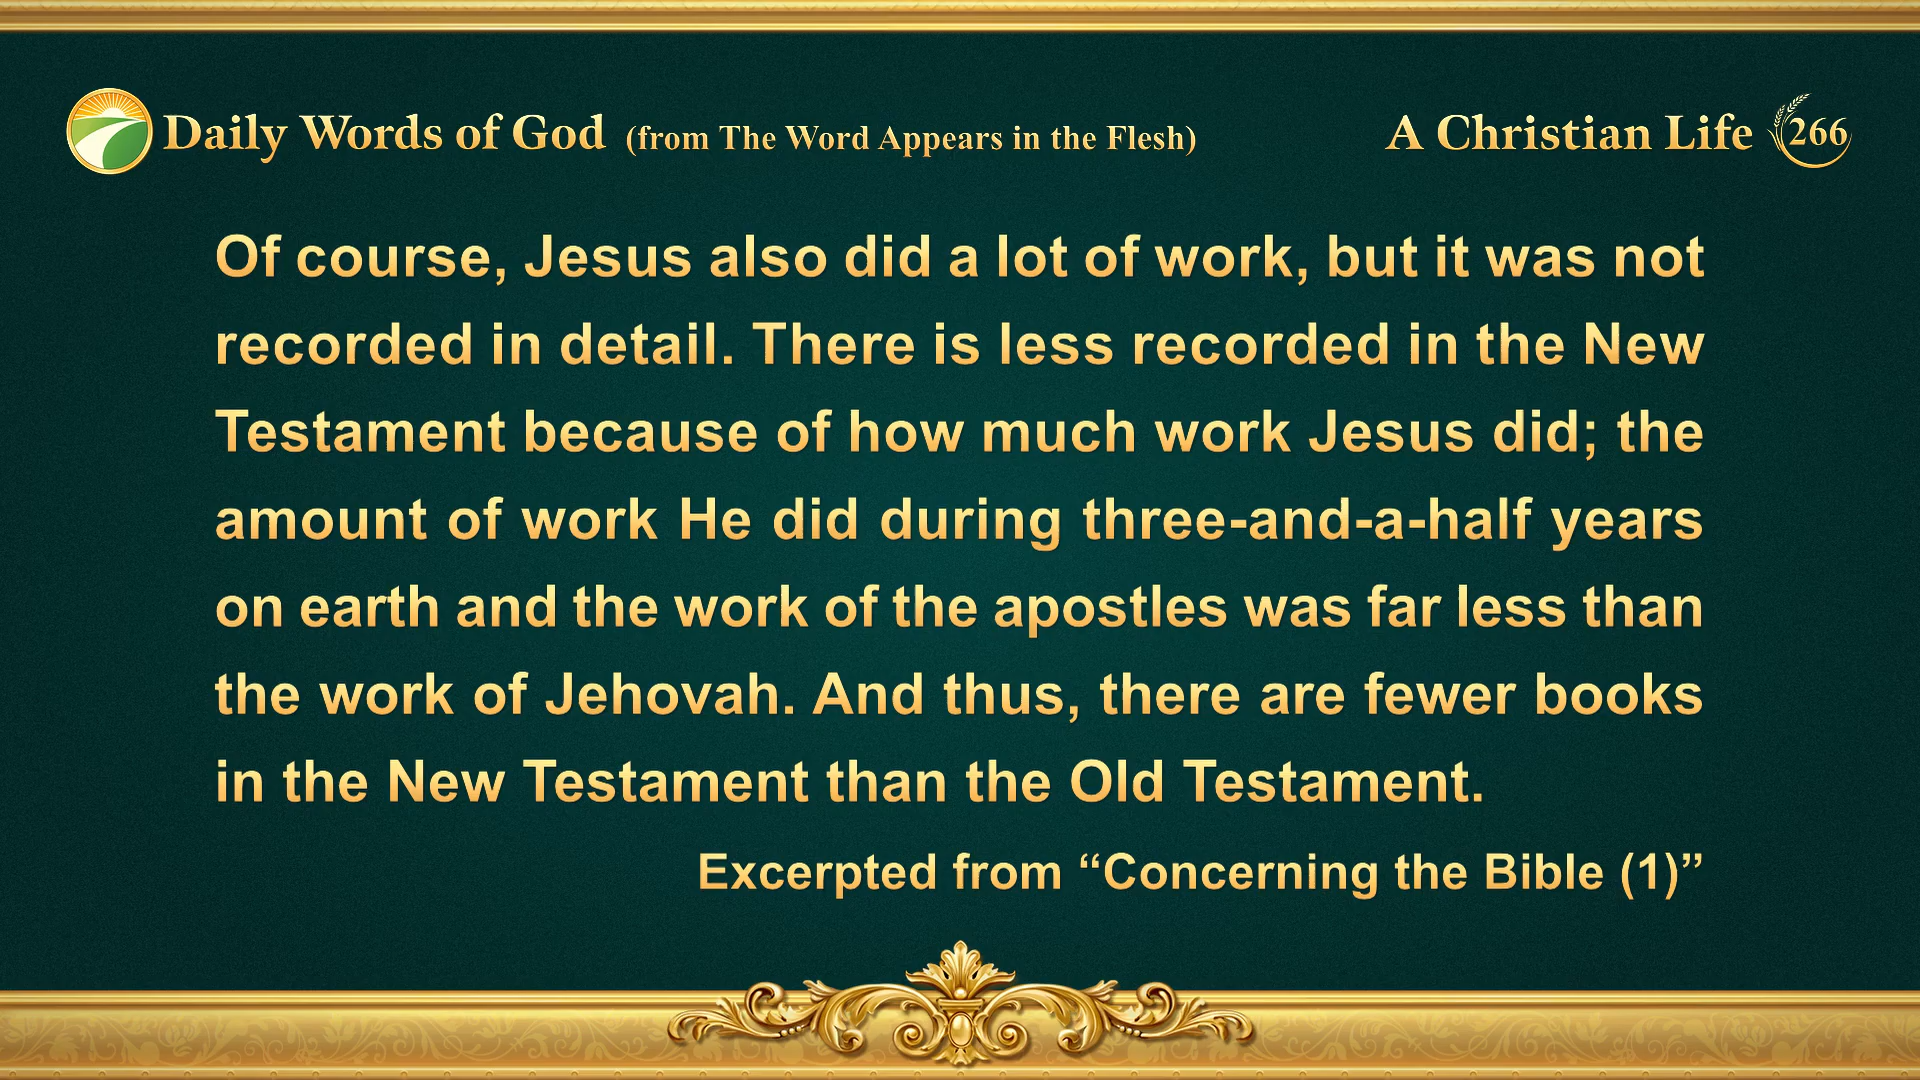 Daily Words of God (from The Word Appears in the Flesh)
A Christian Life 266
Of course, Jesus also did a lot of work, but it was not
recorded in detail. There is less recorded in the New
Testament because of how much work Jesus did; the
amount of work He did during three-and-a-half years
on earth and the work of the apostles was far less than
the work of Jehovah. And thus, there are fewer books
in the New Testament than the Old Testament.
Excerpted from “Concerning the Bible (1)”